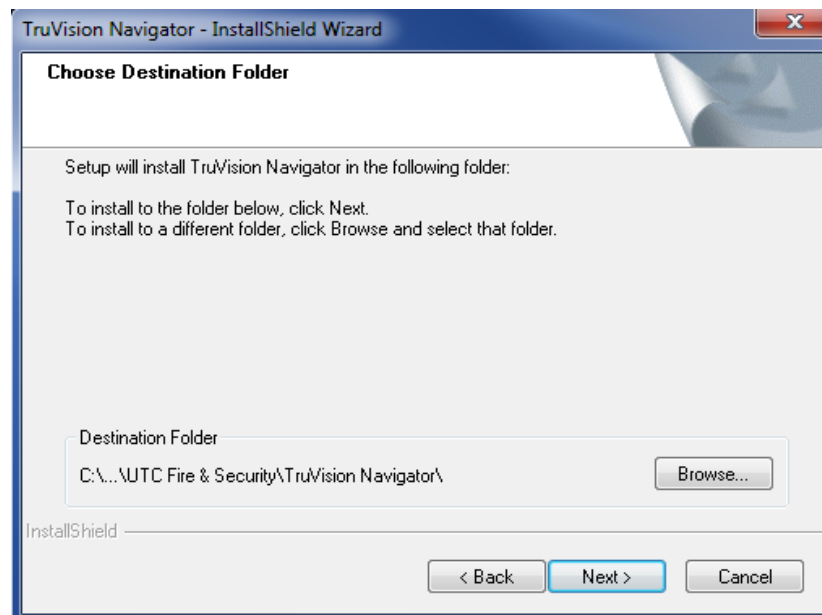 TruVision Navigator - InstallShield Wizard
Choose Destination Folder
Setup will install TruVision Navigator in the following folder:
To install to the folder below, click Next.
To install to a different folder, click Browse and select that folder.
Destination Folder
C:\...\UTC Fire & Security\TruVision Navigator\
Browse...
InstallShield
< Back
Next >
Cancel